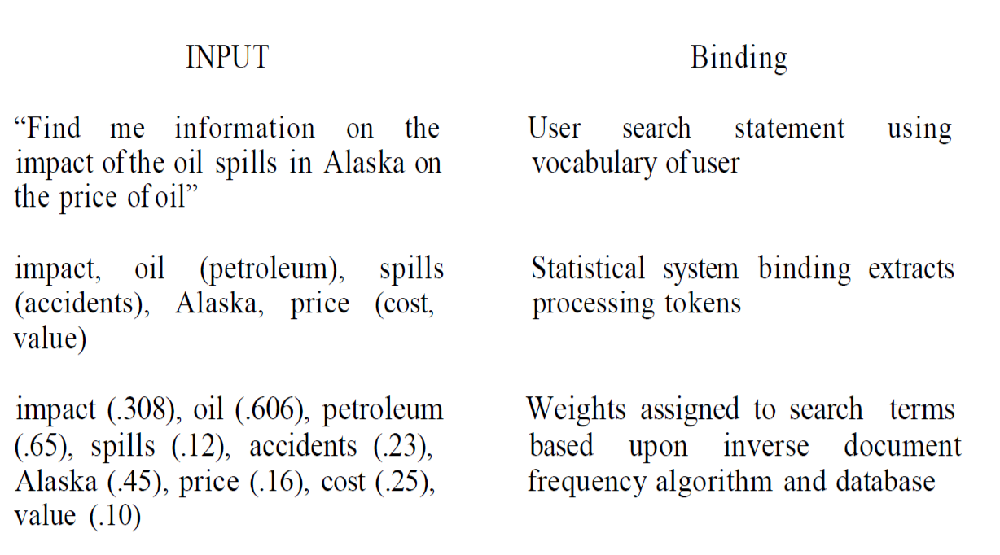 INPUT
Binding
“Find me information on the
impact of the oil spills in Alaska on
the price of oil”
User search statement using
vocabulary of user
impact, oil (petroleum), spills
(accidents), Alaska, price (cost,
value)
Statistical system binding extracts
processing tokens
impact (.308), oil (.606), petroleum
(.65), spills (.12), accidents (.23),
Alaska (.45), price (.16), cost (.25),
value (.10)
Weights assigned to search terms
based upon inverse document
frequency algorithm and database